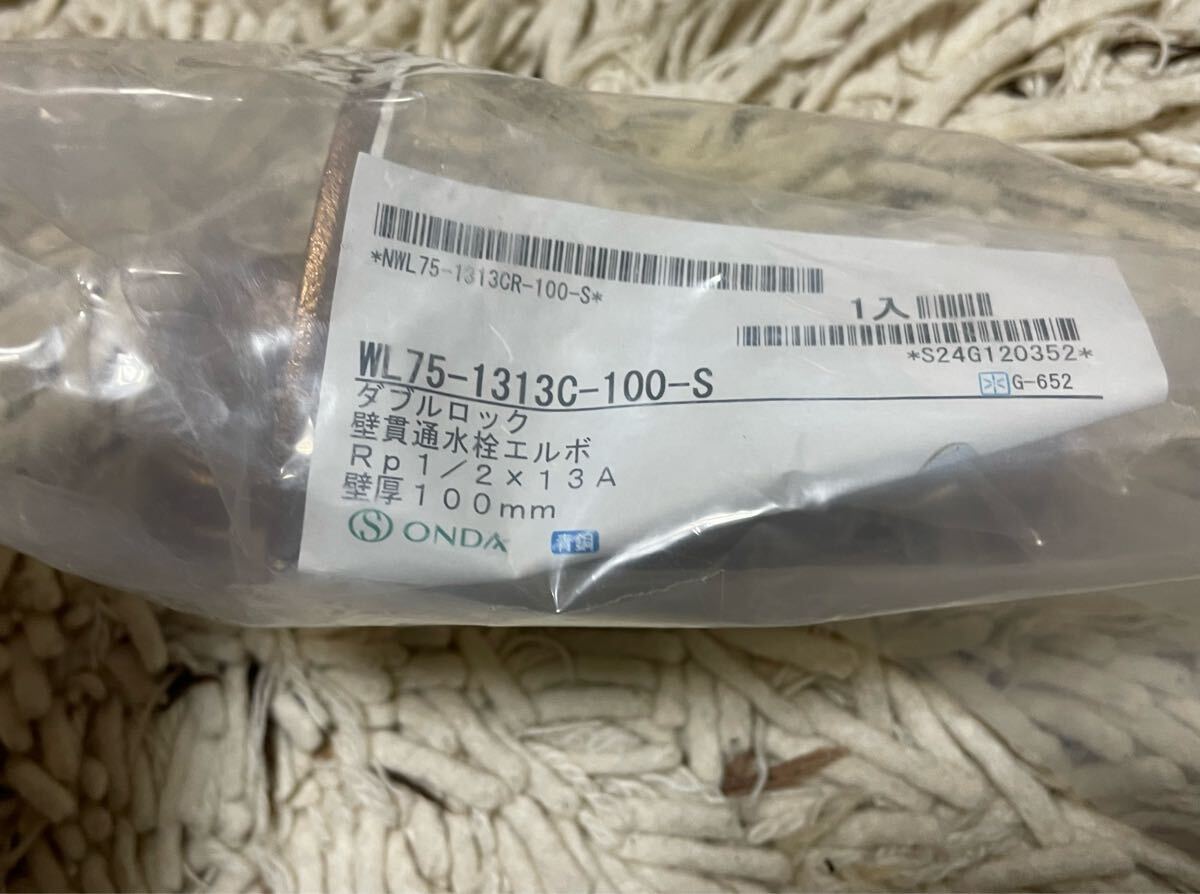 *NWL75-1313CR-100-S*
1入
*S24G120352*
WL75-1313C-100-S
G-652
ダブルロック
壁貫通水栓エルボ
Rp1/2×13A
壁厚100mm
ONDA
青銅